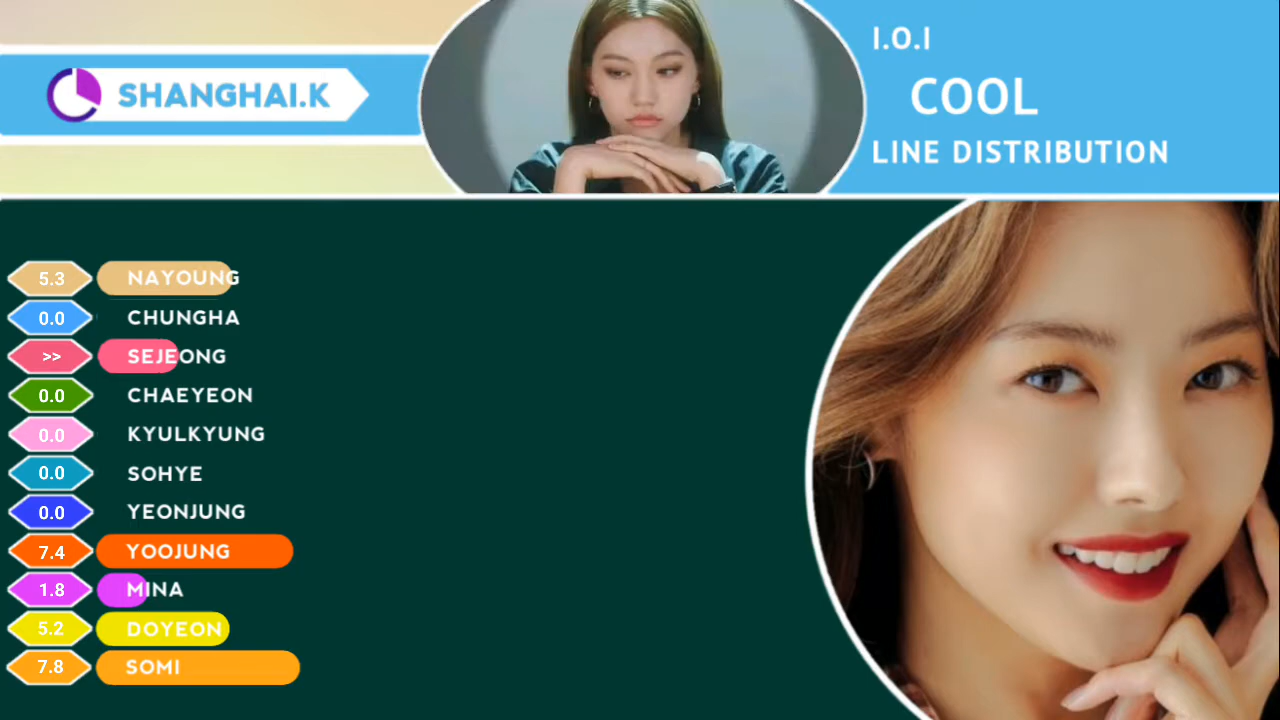 SHANGHAI.K
I.O.I
COOL
LINE DISTRIBUTION
5.3 NAYOUNG
0.0 CHUNGHA
>> SEJEONG
0.0 CHAEYEON
0.0 KYULKYUNG
0.0 SOHYE
0.0 YEONJUNG
7.4 YOOJUNG
1.8 MINA
5.2 DOYEON
7.8 SOMI